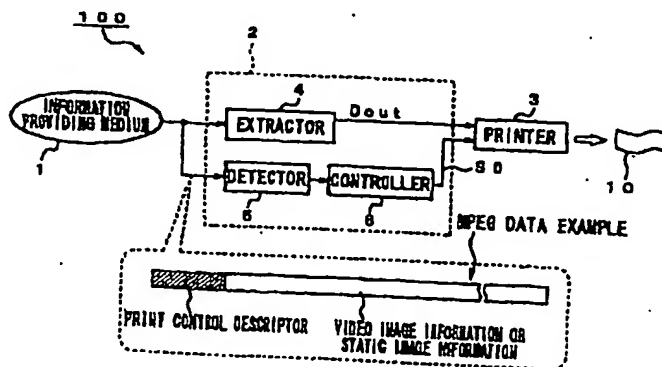 100
2
INFORMATION
PROVIDING MEDIUM
1
4
EXTRACTOR
Dout
3
PRINTER
10
DETECTOR
5
CONTROLLER
6
S0
MPEG DATA EXAMPLE
PRINT CONTROL DESCRIPTOR
VIDEO IMAGE INFORMATION OR
STATIC IMAGE INFORMATION